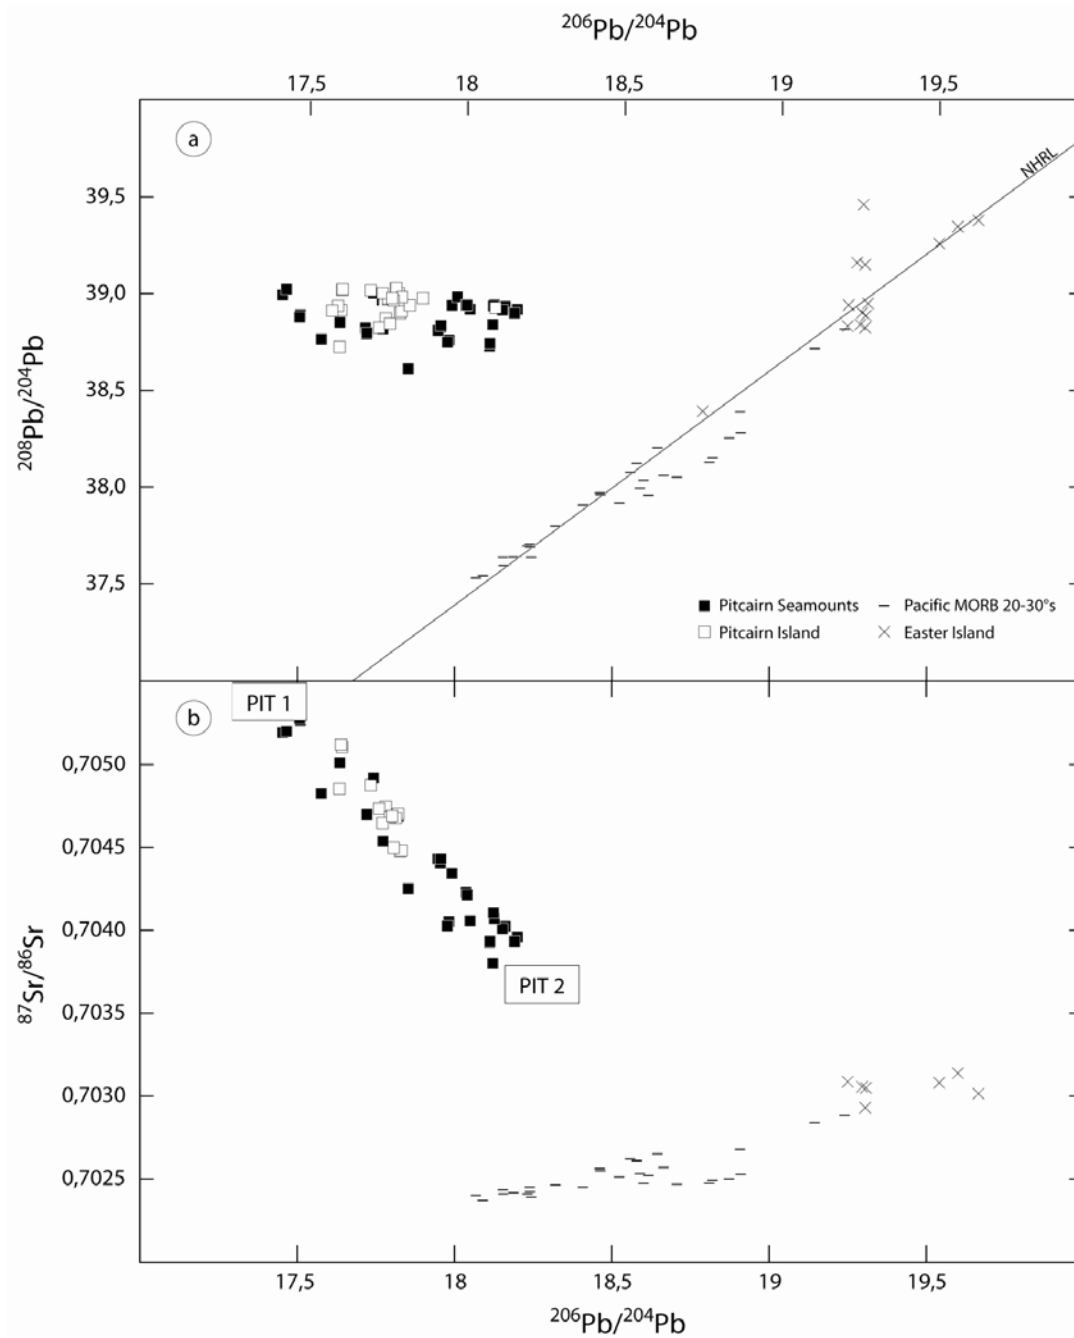 ²⁰⁶Pb/²⁰⁴Pb
17,5 18 18,5 19 19,5
a
NHRL
39,5
39,0
38,5
38,0
37,5
²⁰⁸Pb/²⁰⁴Pb
Pitcairn Seamounts Pacific MORB 20-30°s
Pitcairn Island Easter Island
PIT 1
b
0,7050
0,7045
0,7040
0,7035
0,7030
0,7025
⁸⁷Sr/⁸⁶Sr
PIT 2
17,5 18 18,5 19 19,5
²⁰⁶Pb/²⁰⁴Pb